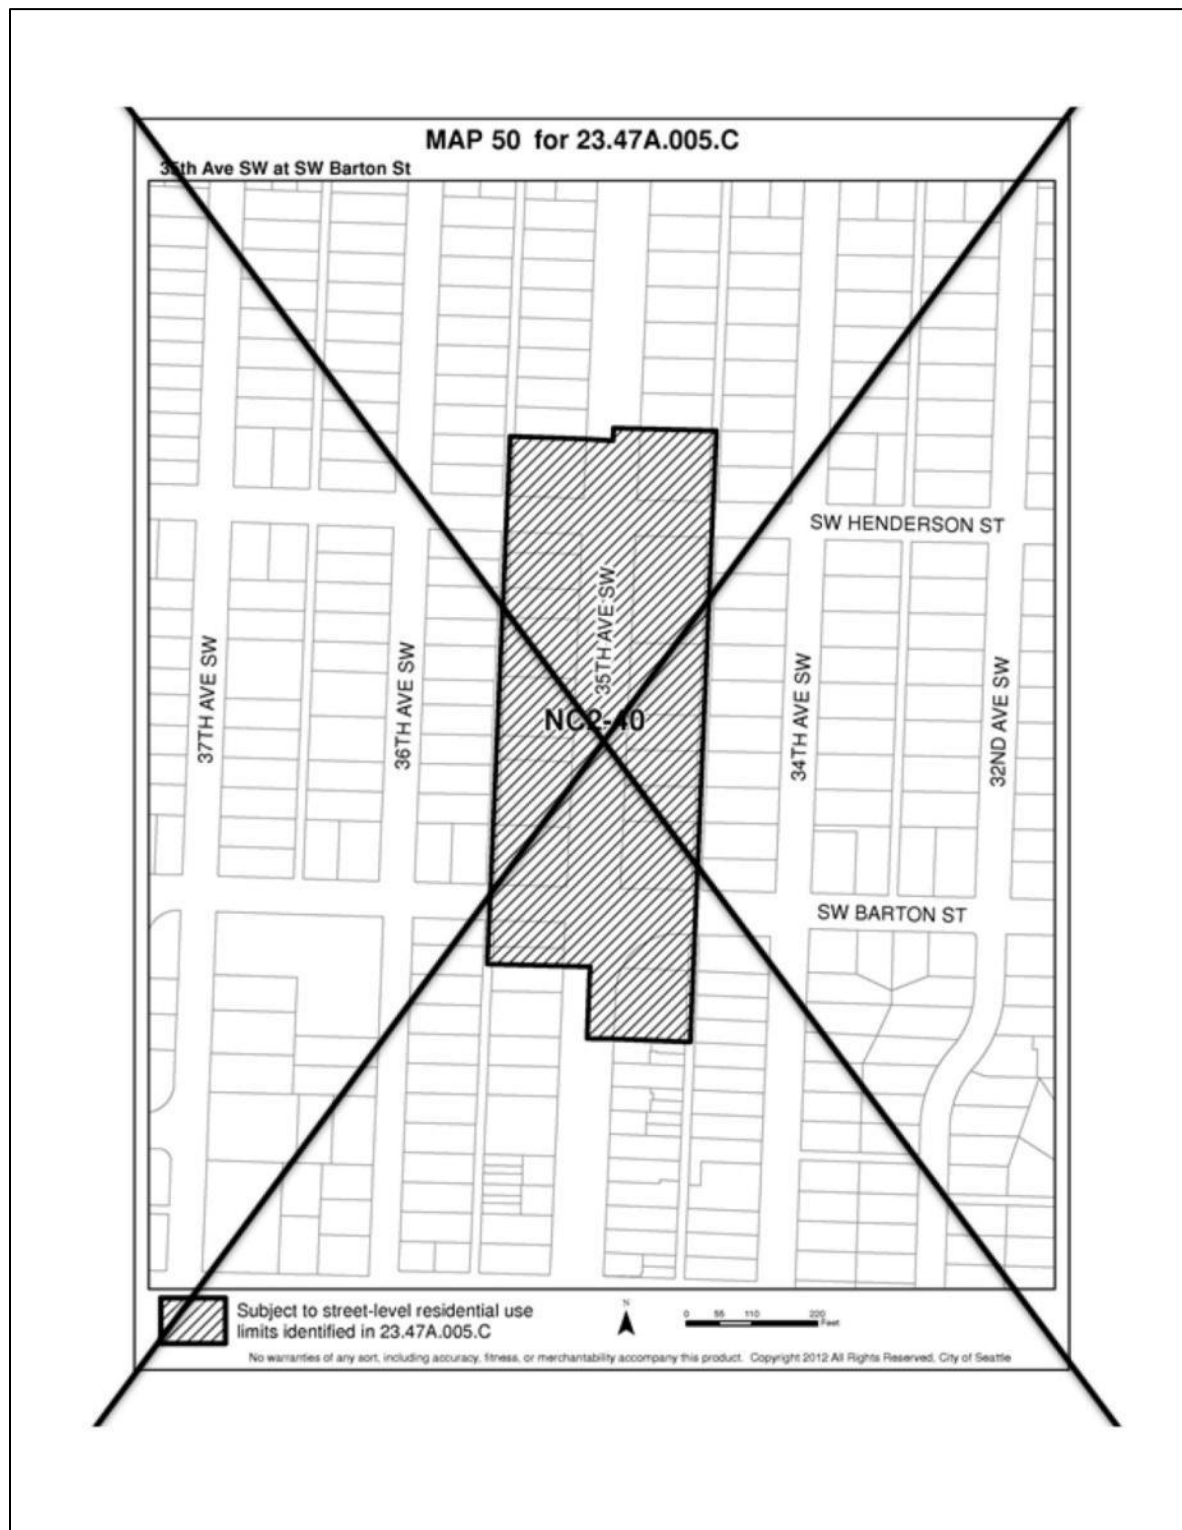 MAP 50 for 23.47A.005.C
35th Ave SW at SW Barton St
SW HENDERSON ST
35TH AVE SW
37TH AVE SW
36TH AVE SW
34TH AVE SW
32ND AVE SW
NC2-40
SW BARTON ST
Subject to street-level residential use
limits identified in 23.47A.005.C
N
0 55 110 220
Feet
No warranties of any sort, including accuracy, fitness, or merchantability accompany this product. Copyright 2012 All Rights Reserved, City of Seattle